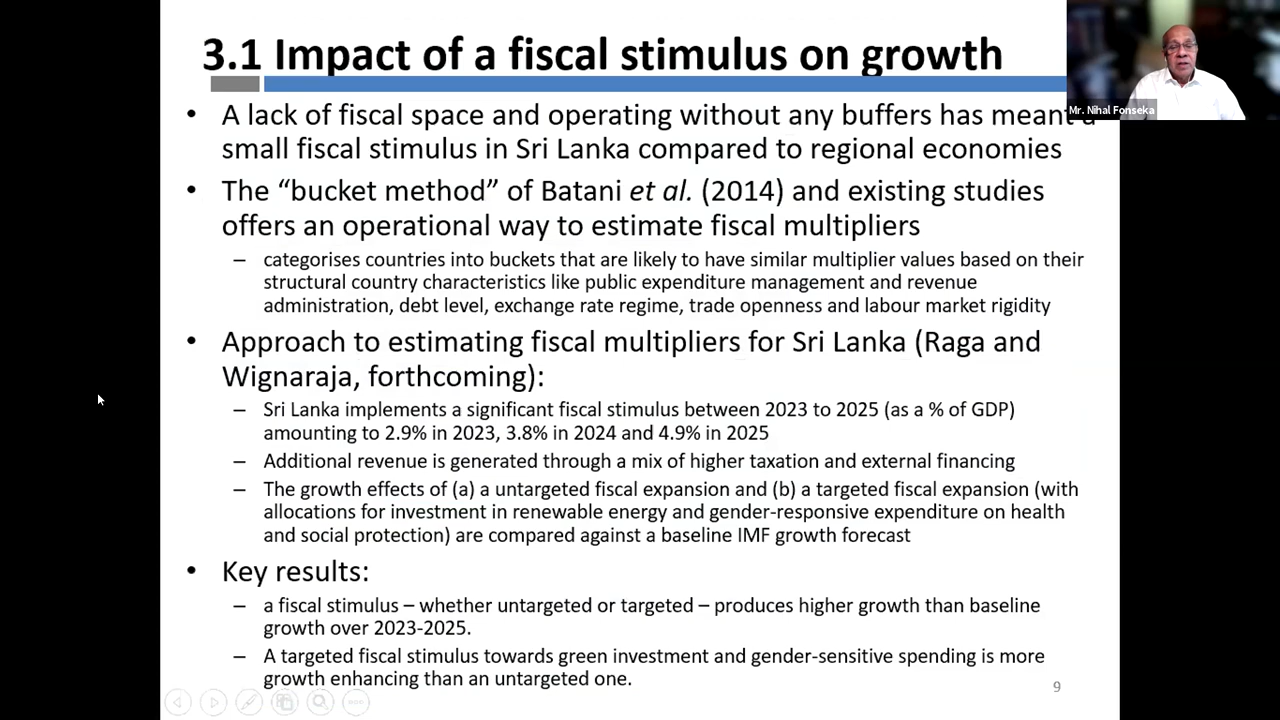 3.1 Impact of a fiscal stimulus on growth
Mr. Nihal Fonseka
• A lack of fiscal space and operating without any buffers has meant a
small fiscal stimulus in Sri Lanka compared to regional economies
• The “bucket method” of Batani et al. (2014) and existing studies
offers an operational way to estimate fiscal multipliers
– categorises countries into buckets that are likely to have similar multiplier values based on their
structural country characteristics like public expenditure management and revenue
administration, debt level, exchange rate regime, trade openness and labour market rigidity
• Approach to estimating fiscal multipliers for Sri Lanka (Raga and
Wignaraja, forthcoming):
– Sri Lanka implements a significant fiscal stimulus between 2023 to 2025 (as a % of GDP)
amounting to 2.9% in 2023, 3.8% in 2024 and 4.9% in 2025
– Additional revenue is generated through a mix of higher taxation and external financing
– The growth effects of (a) a untargeted fiscal expansion and (b) a targeted fiscal expansion (with
allocations for investment in renewable energy and gender-responsive expenditure on health
and social protection) are compared against a baseline IMF growth forecast
• Key results:
– a fiscal stimulus – whether untargeted or targeted – produces higher growth than baseline
growth over 2023-2025.
– A targeted fiscal stimulus towards green investment and gender-sensitive spending is more
growth enhancing than an untargeted one.
9